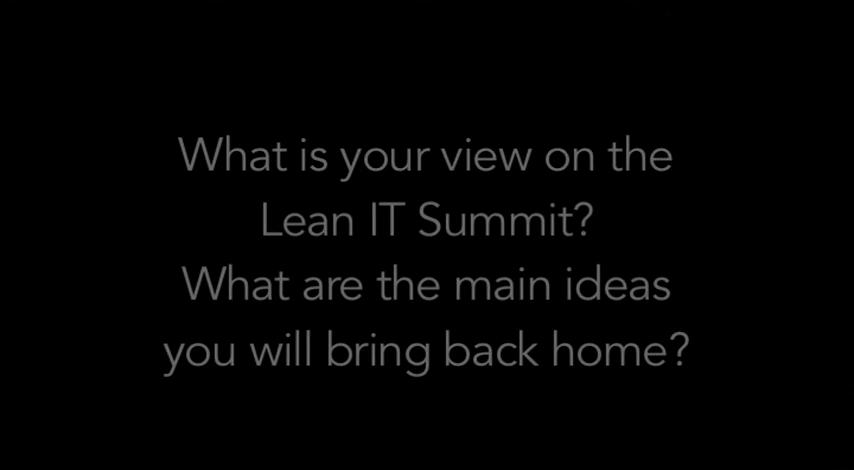 What is your view on the
Lean IT Summit?
What are the main ideas
you will bring back home?